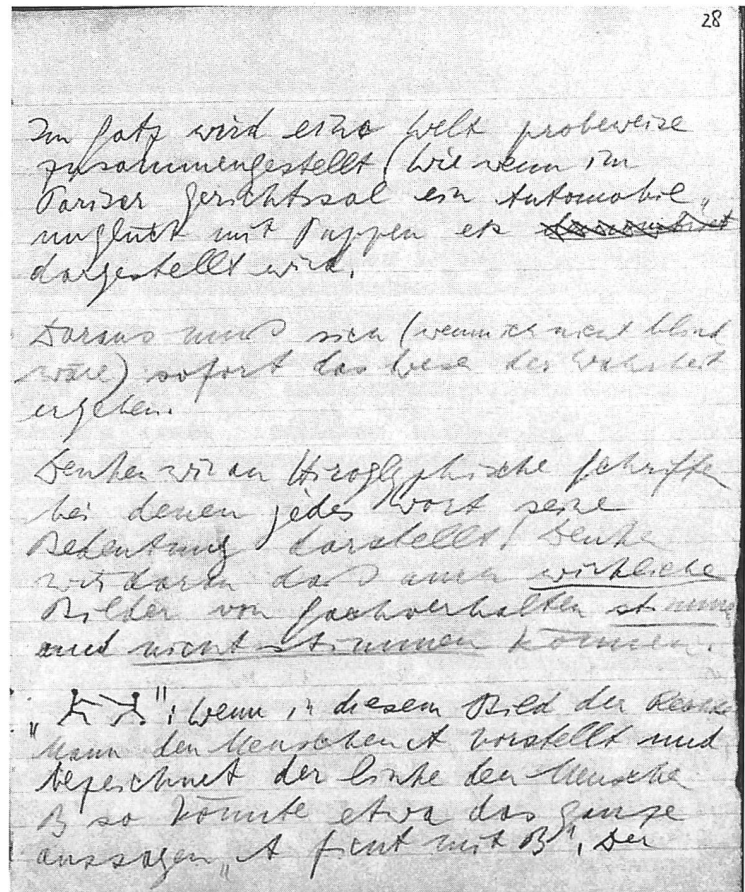 28
Im Satz wird eine Welt probeweise
zusammengestellt. (Wie wenn im
Pariser Gerichtssal ein Automobil„
unglück mit Puppen etc
dargestellt wird.
Daraus muß sich (wenn ich nicht blind
wäre) sofort das Wesen der Wahrheit
ergeben.
Denken wir an Hiroglyphische Schriften
bei denen jedes Wort seine
Bedeutung darstellt! Denken
wir daran daß auch wirkliche
Bilder von Sachverhalten stimmen
und nicht stimmen können.
„ ": Wenn in diesem Bild der Rechte
Mann den Menschen A vorstellt und
bezeichnet der linke den Menschen
B so könnte etwa das ganze
aussagen „A ficht mit B". Der